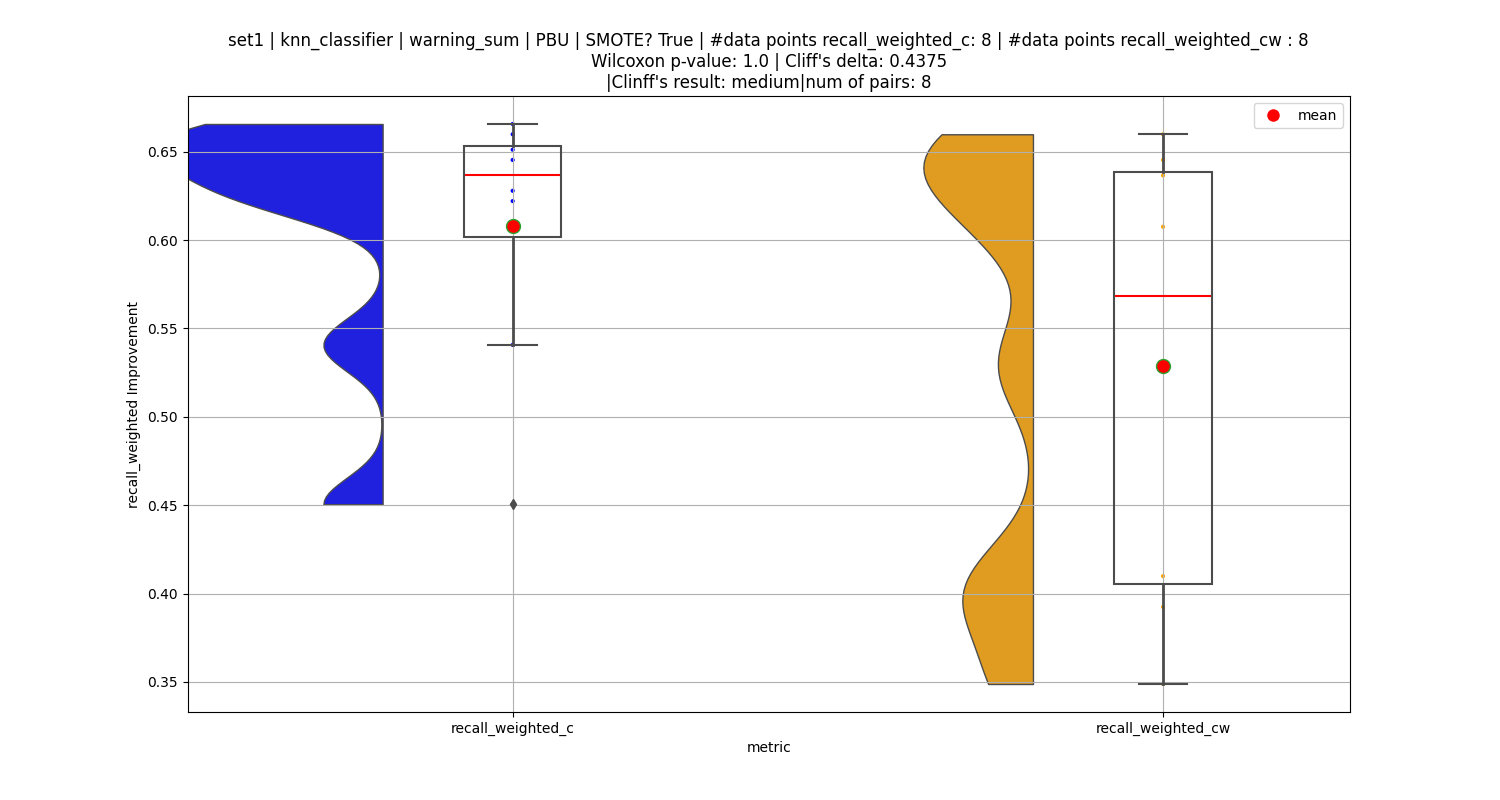 set1 | knn_classifier | warning_sum | PBU | SMOTE? True | #data points recall_weighted_c: 8 | #data points recall_weighted_cw : 8
Wilcoxon p-value: 1.0 | Cliff's delta: 0.4375
|Clinff's result: medium|num of pairs: 8
mean
recall_weighted Improvement
0.65
0.60
0.55
0.50
0.45
0.40
0.35
recall_weighted_c
recall_weighted_cw
metric